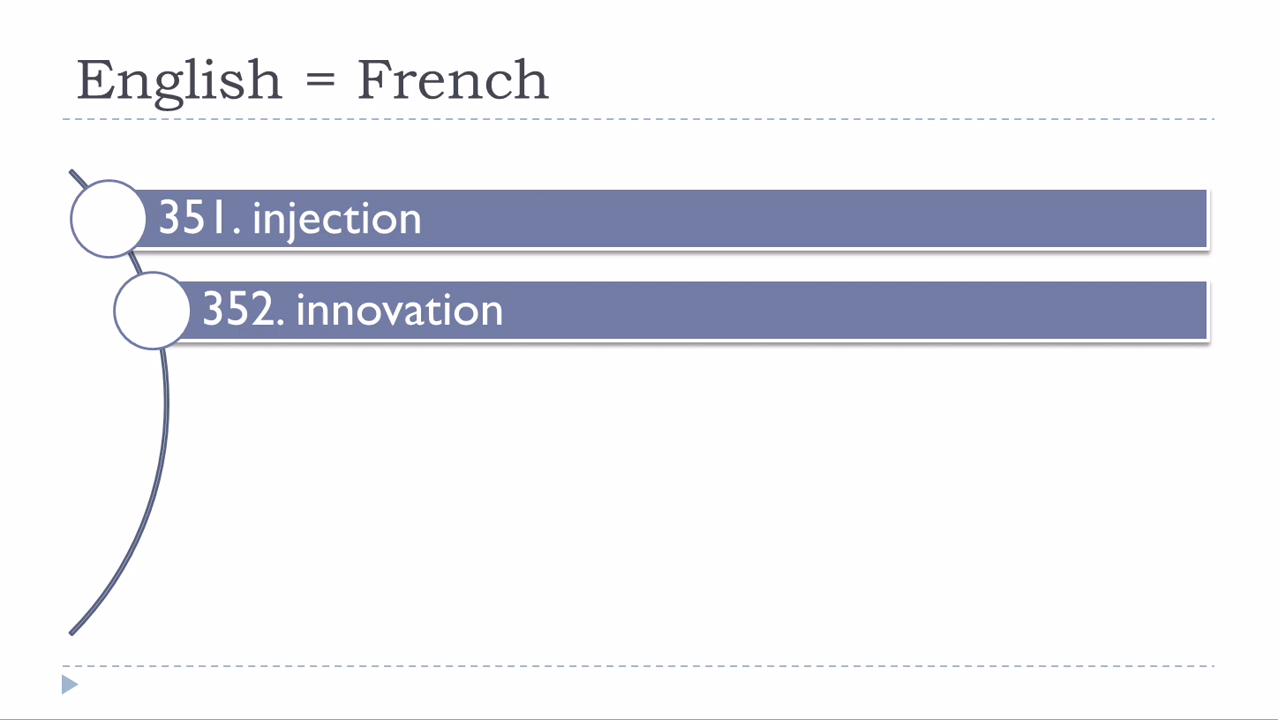 English = French
351. injection
352. innovation